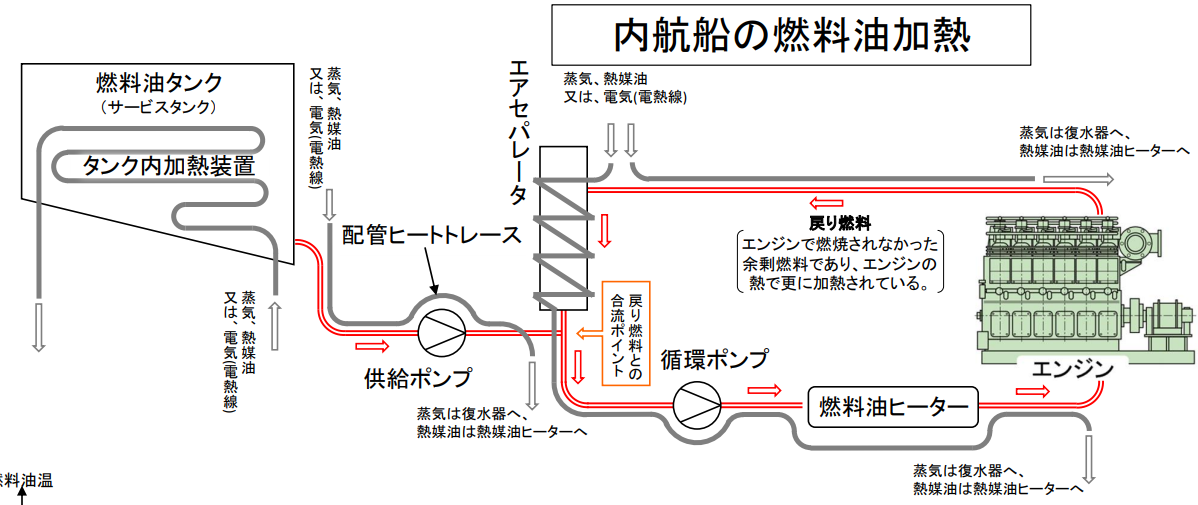 内航船の燃料油加熱
燃料油タンク
(サービスタンク)
タンク内加熱装置
蒸気、熱媒油
又は、電気(電熱線)
エアセパレータ
蒸気、熱媒油
又は、電気(電熱線)
蒸気は復水器へ、
熱媒油は熱媒油ヒーターへ
配管ヒートトレース
戻り燃料
エンジンで燃焼されなかった
余剰燃料であり、エンジンの
熱で更に加熱されている。
蒸気、熱媒油
又は、電気(電熱線)
戻り燃料との
合流ポイント
供給ポンプ
循環ポンプ
エンジン
燃料油ヒーター
蒸気は復水器へ、
熱媒油は熱媒油ヒーターへ
蒸気は復水器へ、
熱媒油は熱媒油ヒーターへ
料油温